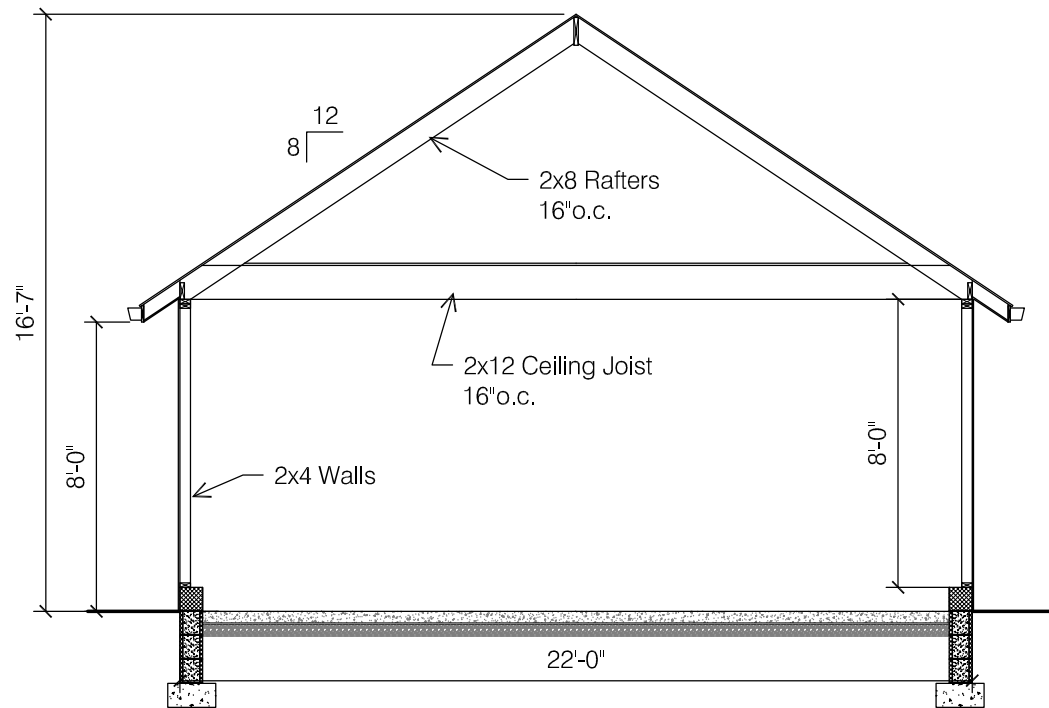 12
8
2x8 Rafters
16"o.c.
16'-7"
2x12 Ceiling Joist
16"o.c.
8'-0"
8'-0"
2x4 Walls
22'-0"